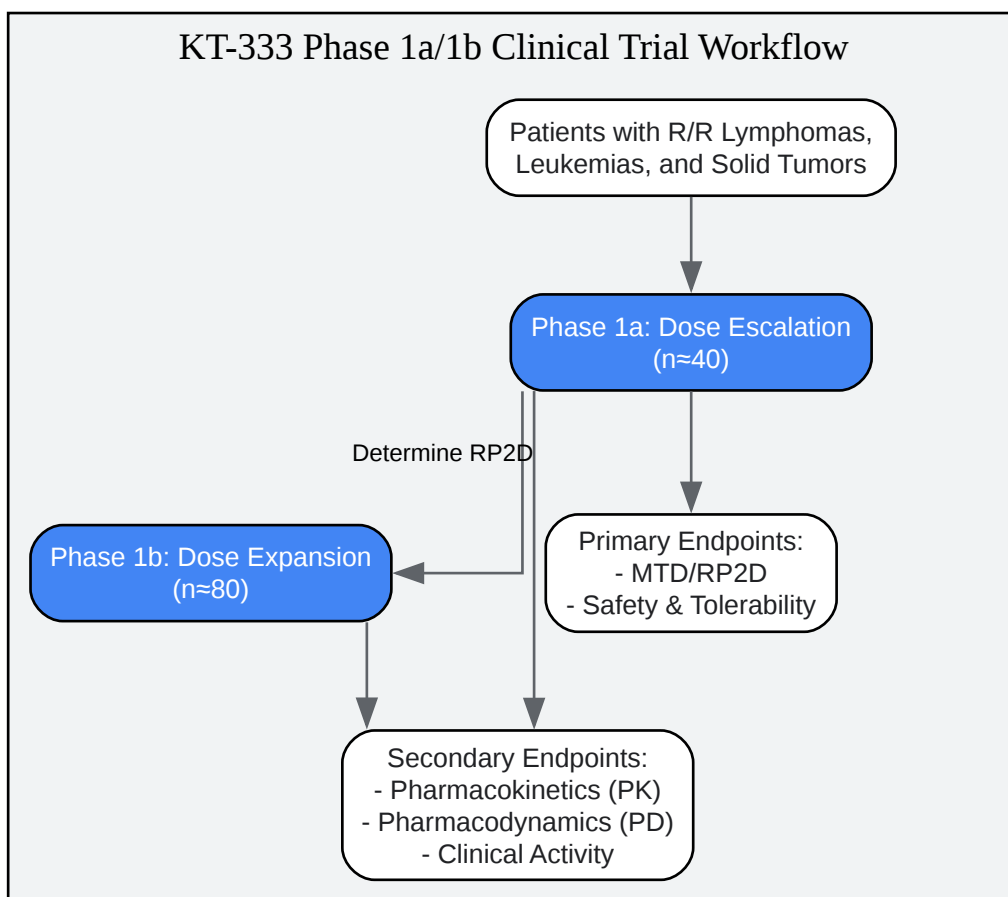 KT-333 Phase 1a/1b Clinical Trial Workflow
Patients with R/R Lymphomas,
Leukemias, and Solid Tumors
Phase 1a: Dose Escalation
(n≈40)
Determine RP2D
Phase 1b: Dose Expansion
(n≈80)
Primary Endpoints:
- MTD/RP2D
- Safety & Tolerability
Secondary Endpoints:
- Pharmacokinetics (PK)
- Pharmacodynamics (PD)
- Clinical Activity